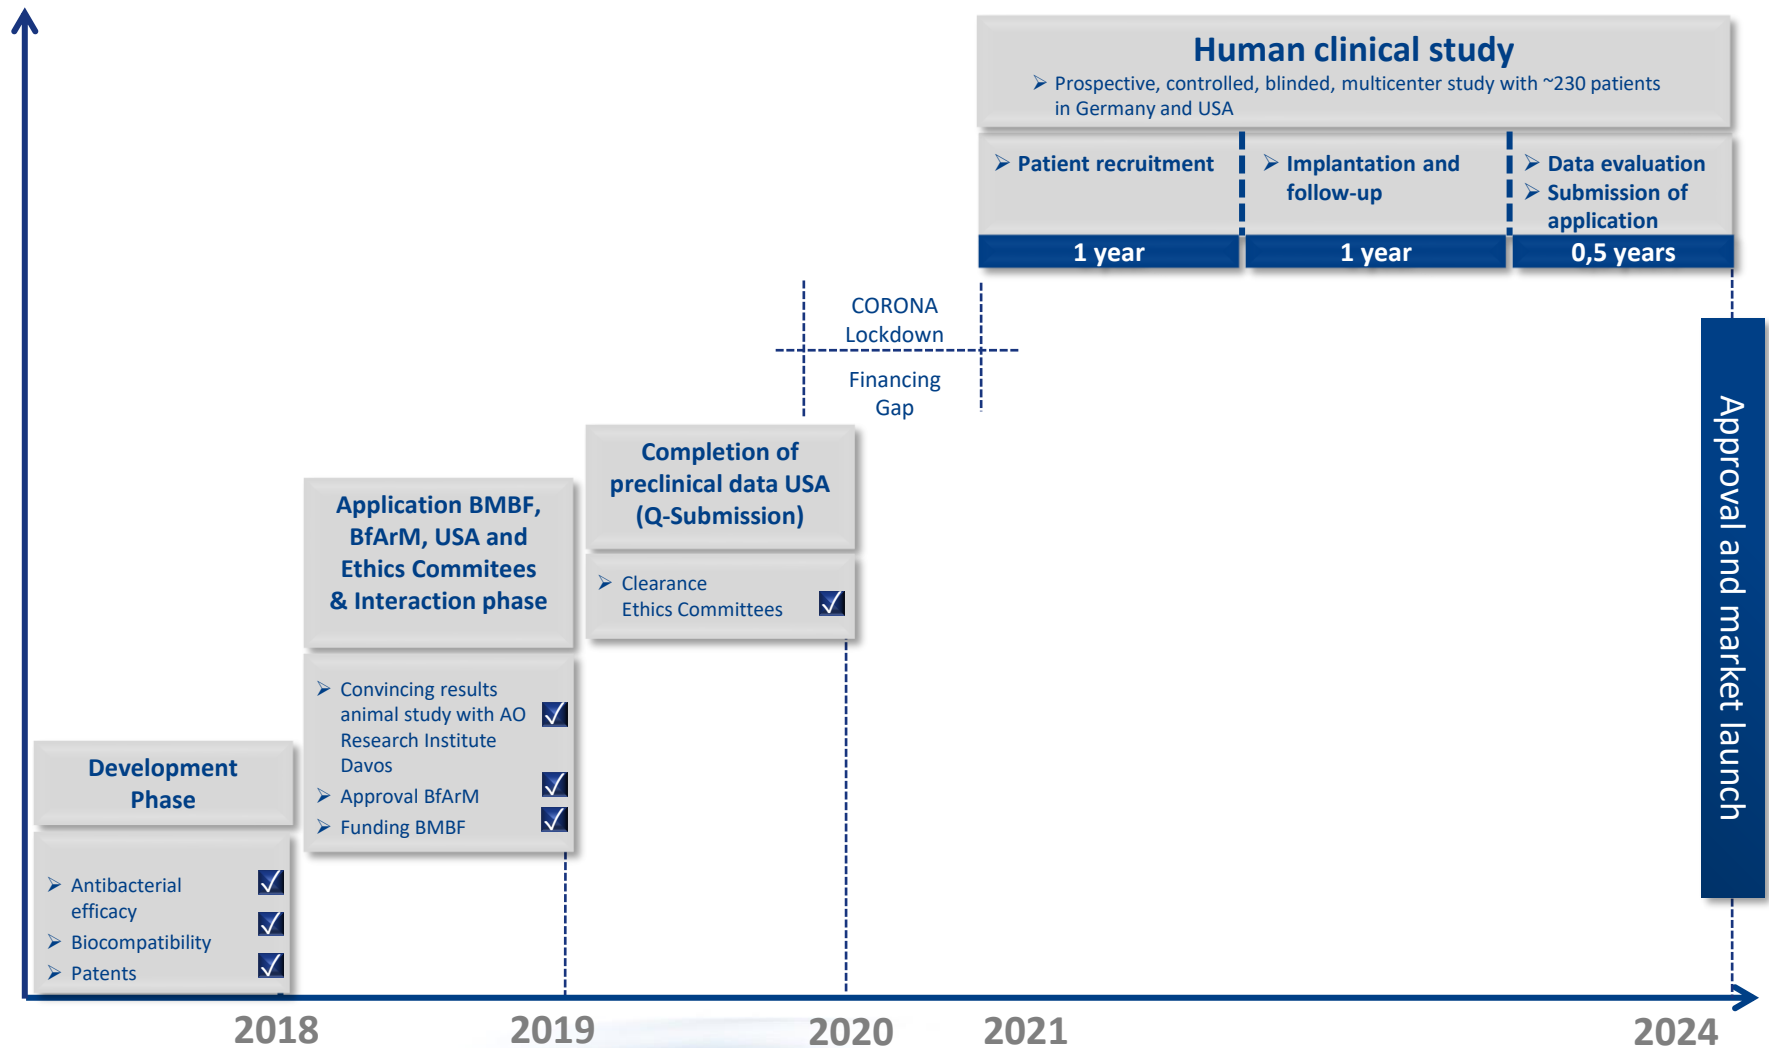 Human clinical study
➢ Prospective, controlled, blinded, multicenter study with ~230 patients
in Germany and USA
➢ Patient recruitment
➢ Implantation and
follow-up
➢ Data evaluation
➢ Submission of
application
1 year
1 year
0,5 years
CORONA
Lockdown
Financing
Gap
Completion of
preclinical data USA
(Q-Submission)
➢ Clearance
Ethics Committees
Application BMBF,
BfArM, USA and
Ethics Commitees
& Interaction phase
➢ Convincing results
animal study with AO
Research Institute
Davos
➢ Approval BfArM
➢ Funding BMBF
Development
Phase
➢ Antibacterial
efficacy
➢ Biocompatibility
➢ Patents
Approval and market launch
2018
2019
2020
2021
2024